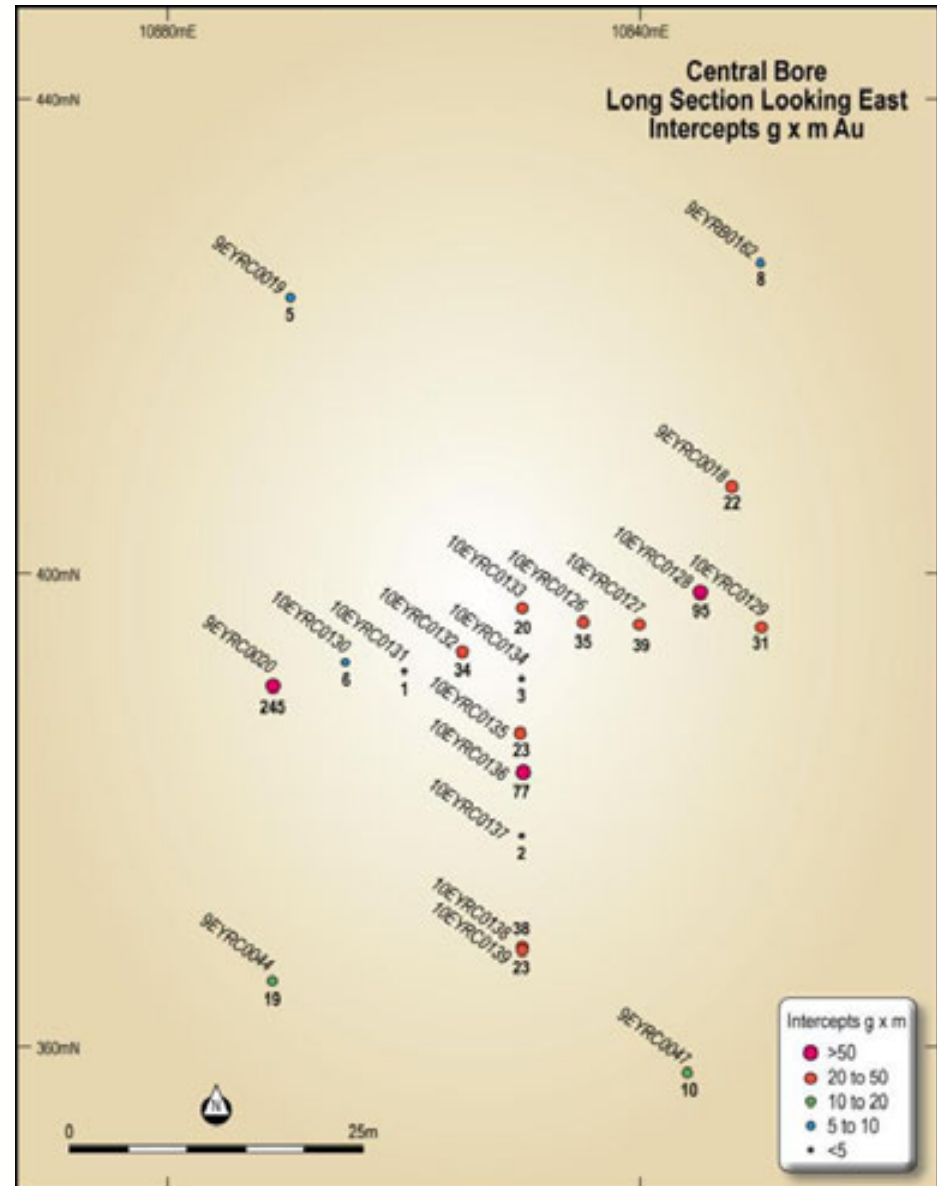 10880mE
10840mE
Central Bore
Long Section Looking East
Intercepts g x m Au
440mN
9EYRB0162
8
9EYRC0019
5
9EYRC0018
22
400mN
10EYRC0133
20
10EYRC0126
35
10EYRC0127
39
10EYRC0128
95
10EYRC0129
31
9EYRC0020
245
10EYRC0130
6
10EYRC0131
1
10EYRC0132
34
10EYRC0134
3
10EYRC0135
23
10EYRC0136
77
10EYRC0137
2
10EYRC0138
38
10EYRC0139
23
9EYRC0044
19
360mN
9EYRC0047
10
N
0
25m
Intercepts g x m
>50
20 to 50
10 to 20
5 to 10
<5